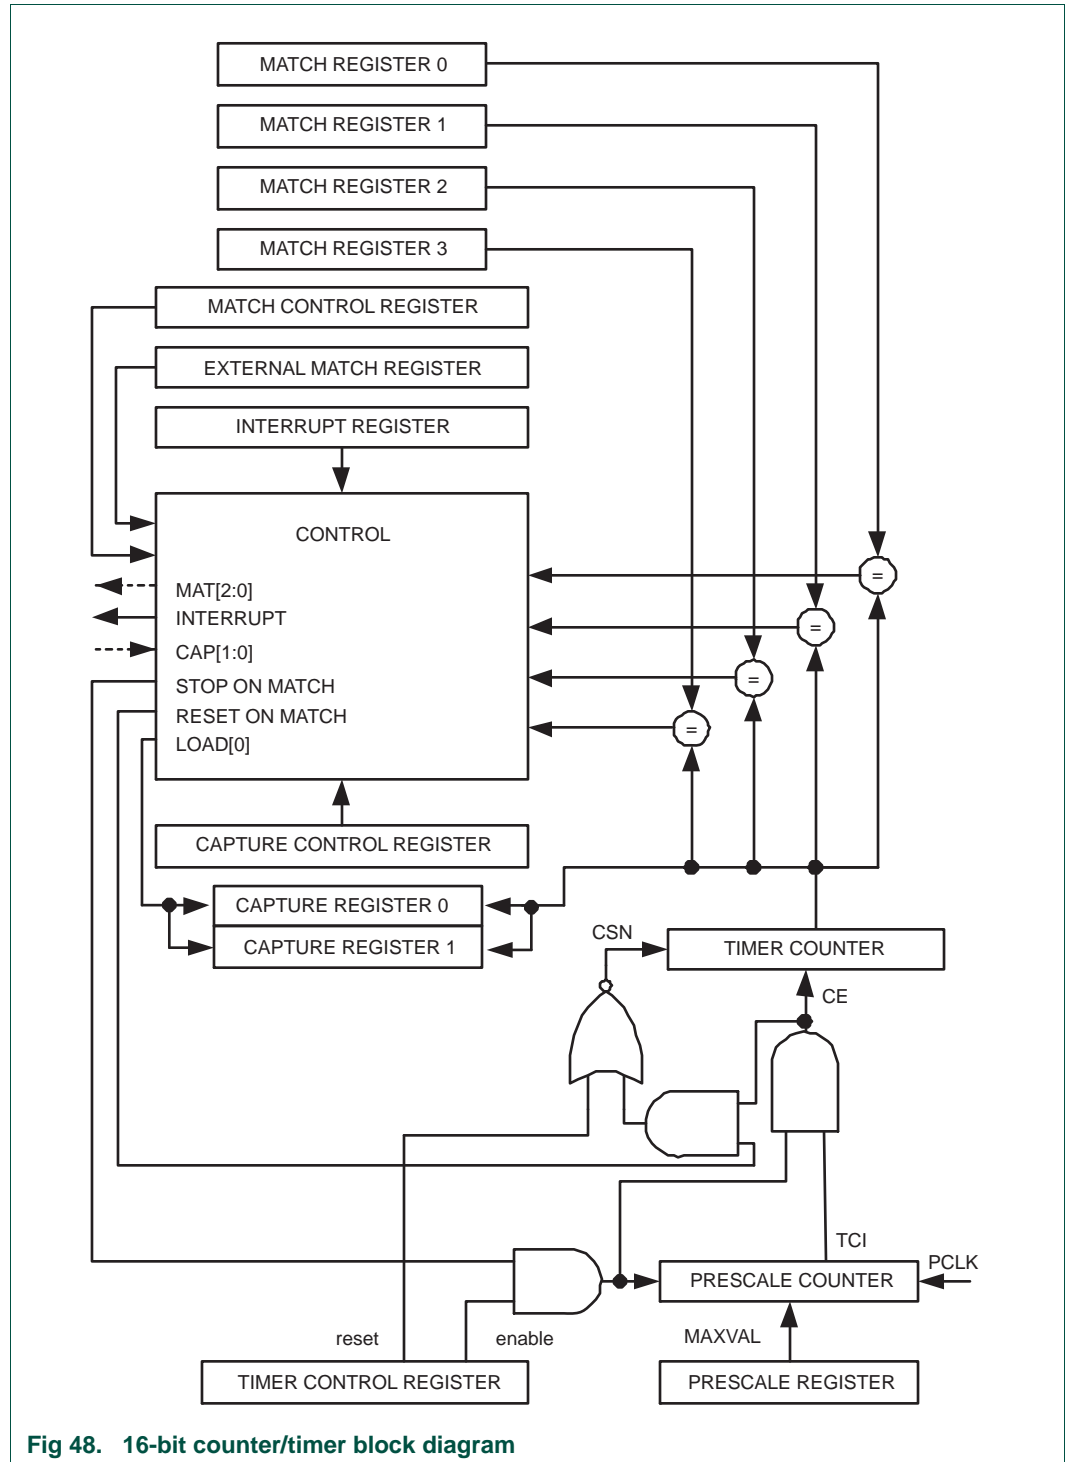 MATCH REGISTER 0
MATCH REGISTER 1
MATCH REGISTER 2
MATCH REGISTER 3
MATCH CONTROL REGISTER
EXTERNAL MATCH REGISTER
INTERRUPT REGISTER
CONTROL
=
MAT[2:0]
INTERRUPT
=
CAP[1:0]
STOP ON MATCH
=
RESET ON MATCH
=
LOAD[0]
CAPTURE CONTROL REGISTER
CAPTURE REGISTER 0
CSN
CAPTURE REGISTER 1
TIMER COUNTER
CE
TCI
PCLK
PRESCALE COUNTER
reset
enable
MAXVAL
TIMER CONTROL REGISTER
PRESCALE REGISTER
Fig 48. 16-bit counter/timer block diagram